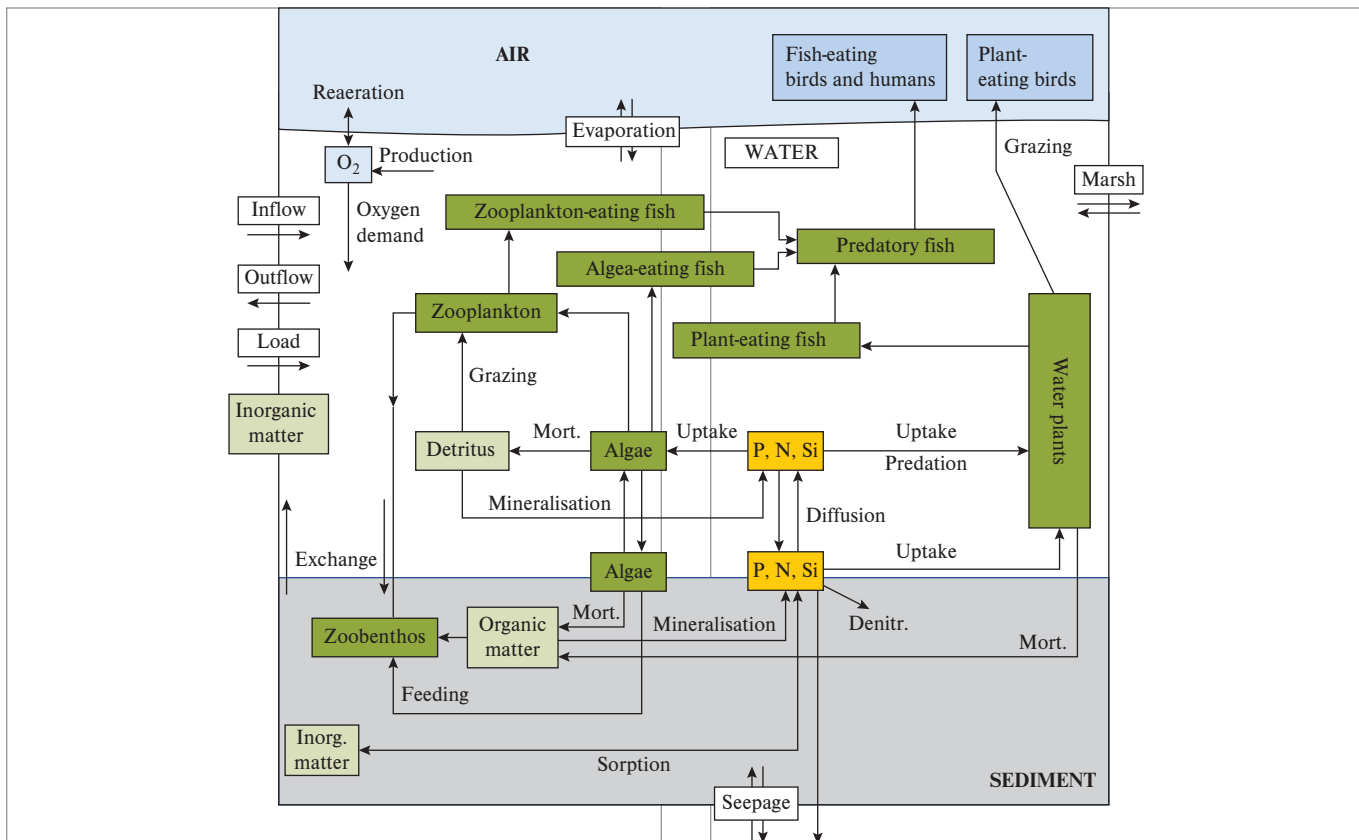 AIR
Fish-eating
birds and humans
Plant-
eating birds
Reaeration
Evaporation
WATER
Grazing
O2
Production
Marsh
Inflow
Oxygen
demand
Zooplankton-eating fish
Predatory fish
Algea-eating fish
Outflow
Zooplankton
Load
Plant-eating fish
Grazing
Water plants
Inorganic
matter
Detritus
Mort.
Algae
Uptake
P, N, Si
Uptake
Predation
Mineralisation
Diffusion
Exchange
Algae
P, N, Si
Uptake
Zoobenthos
Organic
matter
Mort.
Mineralisation
Denitr.
Mort.
Feeding
Inorg.
matter
Sorption
SEDIMENT
Seepage